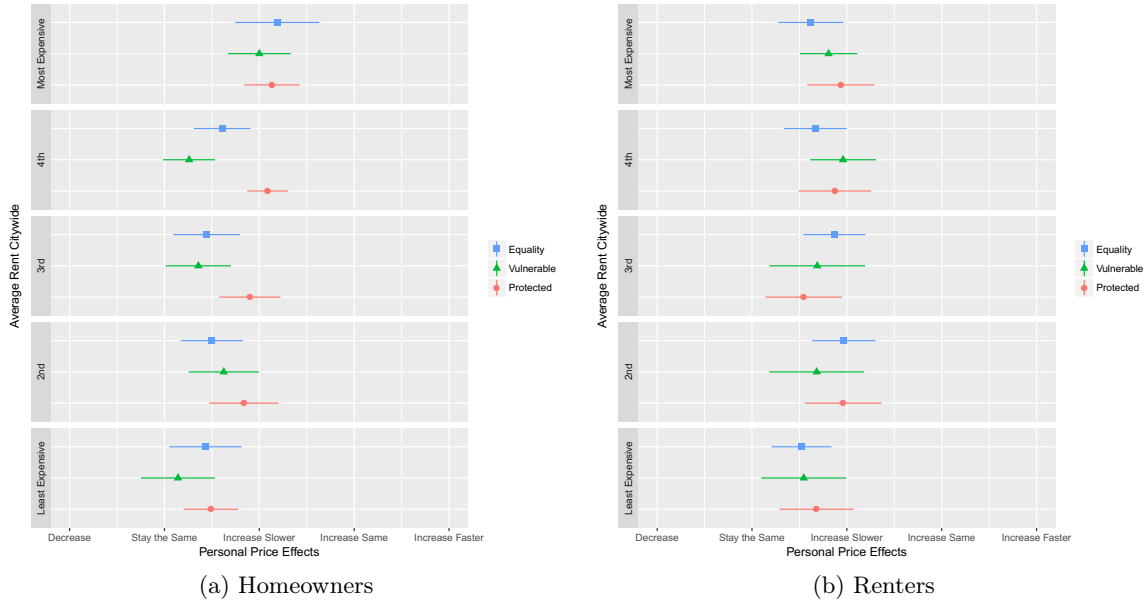 Average Rent Citywide
Most Expensive
4th
3rd
2nd
Least Expensive
Decrease
Stay the Same
Increase Slower
Increase Same
Increase Faster
Personal Price Effects
Equality
Vulnerable
Protected
(a) Homeowners
Average Rent Citywide
Most Expensive
4th
3rd
2nd
Least Expensive
Decrease
Stay the Same
Increase Slower
Increase Same
Increase Faster
Personal Price Effects
Equality
Vulnerable
Protected
(b) Renters